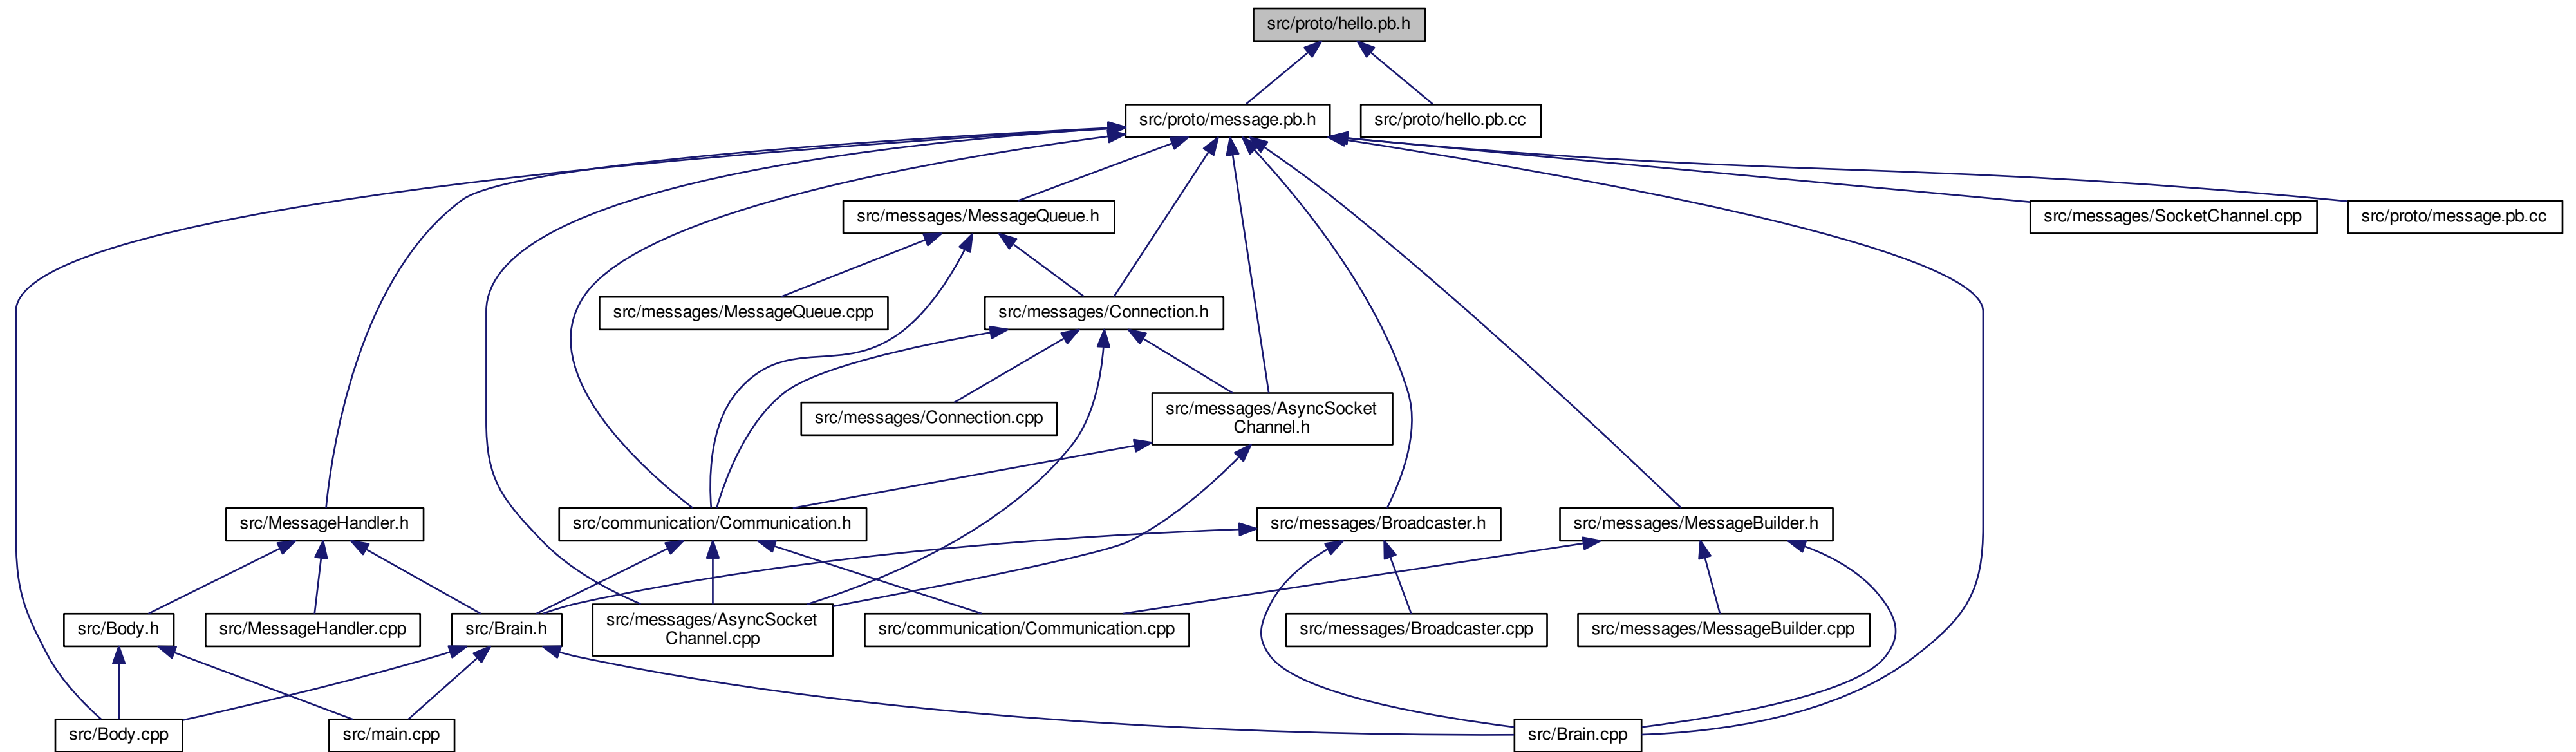 src/proto/hello.pb.h
src/proto/message.pb.h
src/proto/hello.pb.cc
src/messages/MessageQueue.h
src/messages/SocketChannel.cpp
src/proto/message.pb.cc
src/messages/MessageQueue.cpp
src/messages/Connection.h
src/messages/Connection.cpp
src/messages/AsyncSocket
Channel.h
src/MessageHandler.h
src/communication/Communication.h
src/messages/Broadcaster.h
src/messages/MessageBuilder.h
src/Body.h
src/MessageHandler.cpp
src/Brain.h
src/messages/AsyncSocket
Channel.cpp
src/communication/Communication.cpp
src/messages/Broadcaster.cpp
src/messages/MessageBuilder.cpp
src/Body.cpp
src/main.cpp
src/Brain.cpp